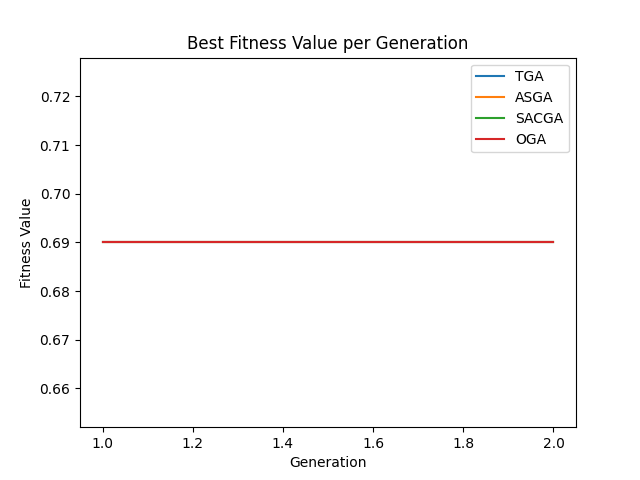 Best Fitness Value per Generation
TGA
ASGA
SACGA
OGA
0.72
0.71
0.70
0.69
0.68
0.67
0.66
Fitness Value
1.0 1.2 1.4 1.6 1.8 2.0
Generation